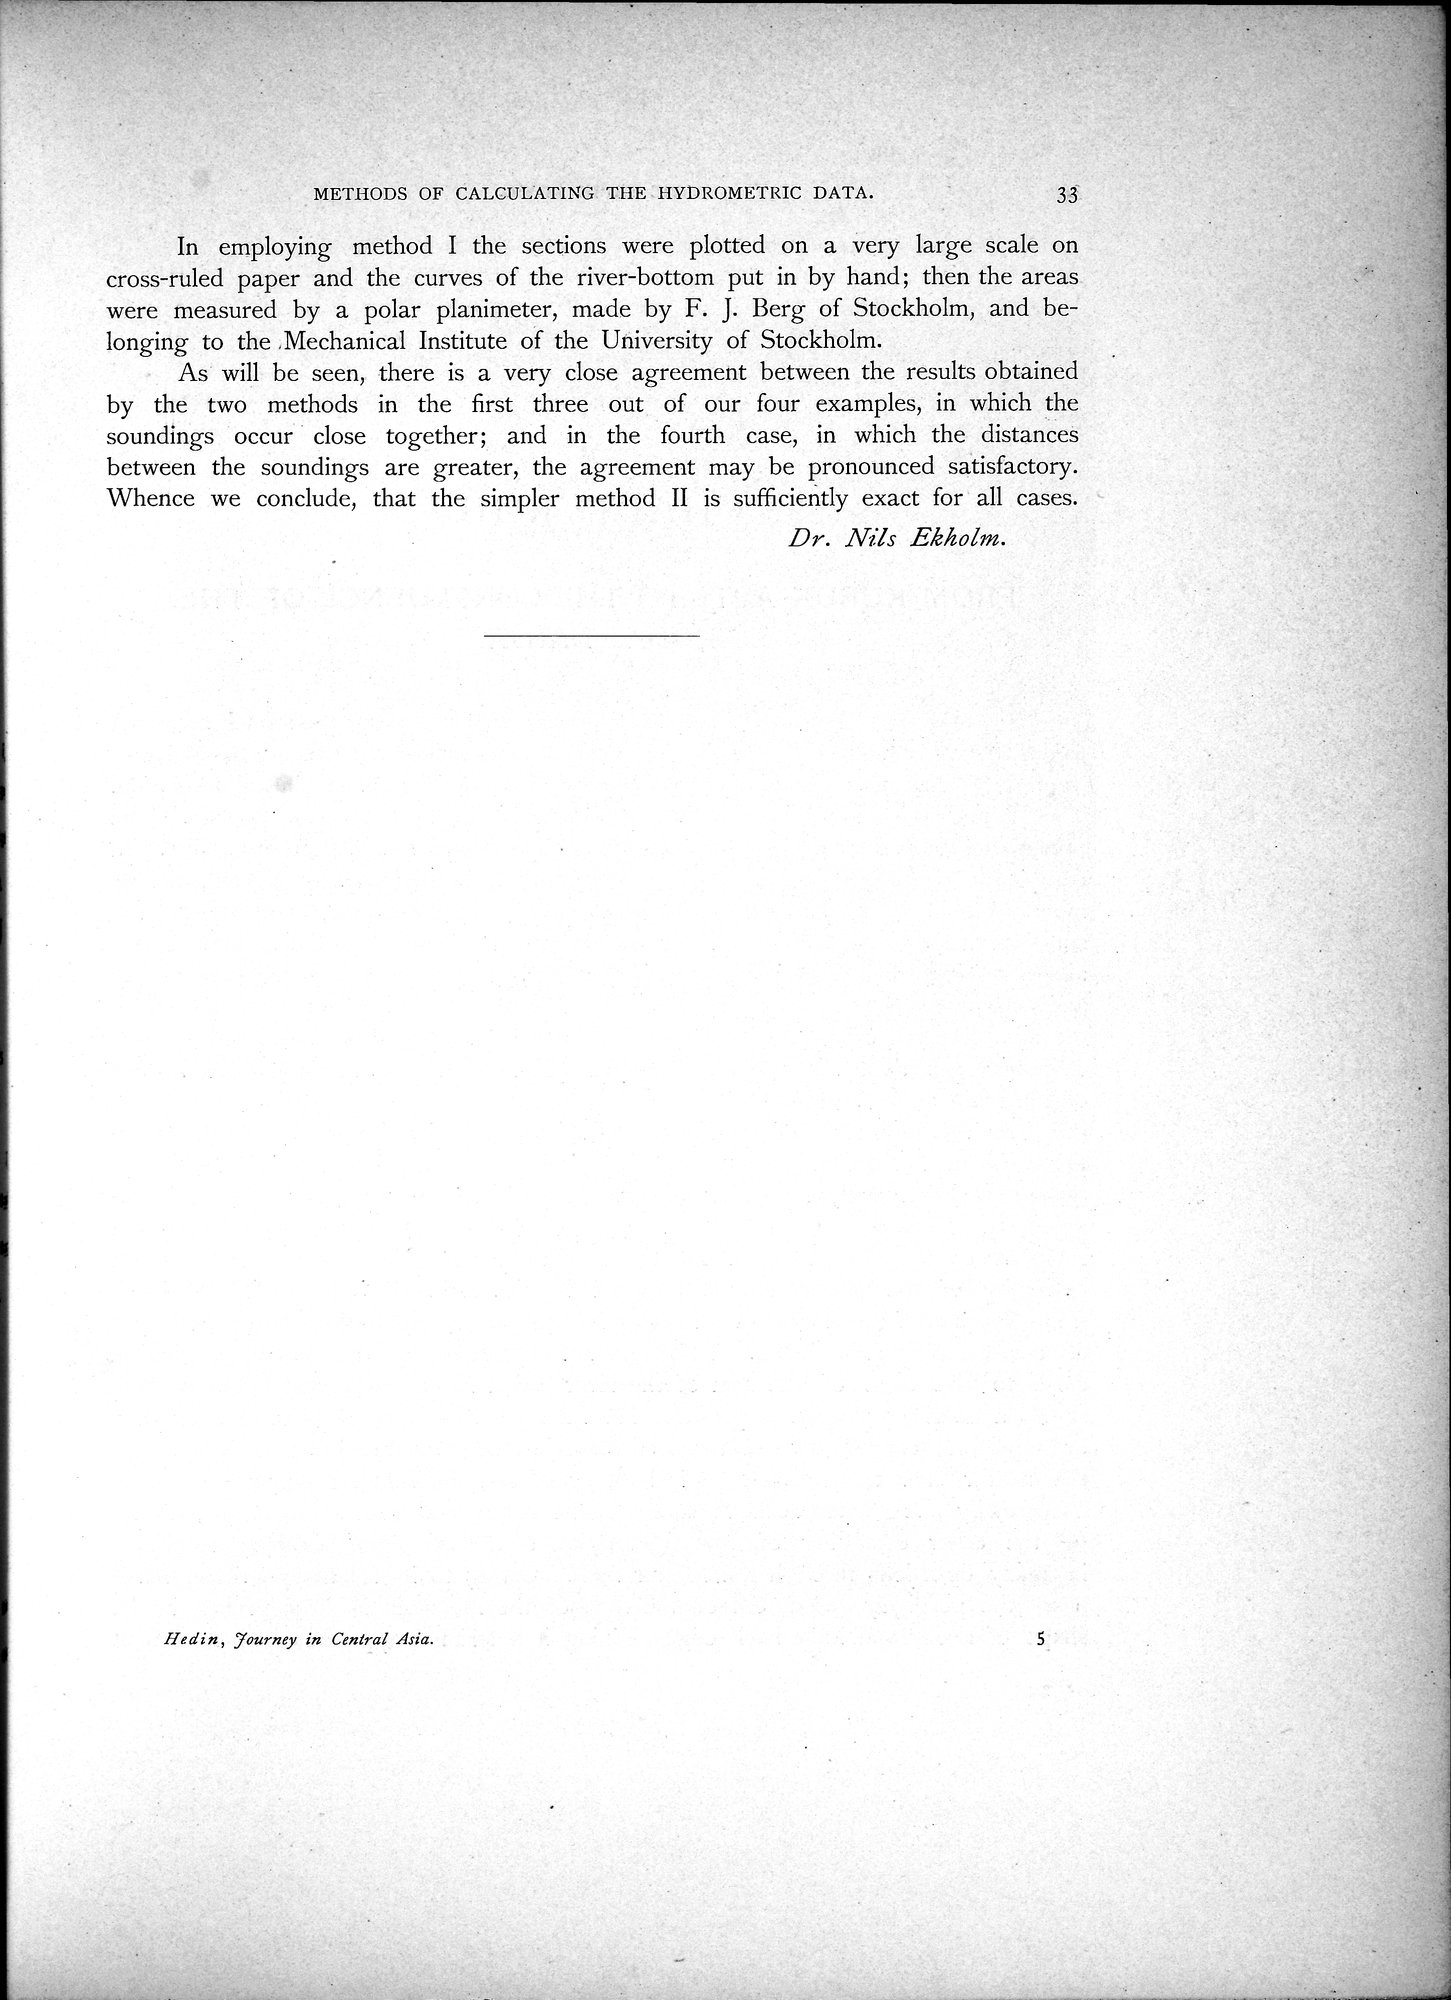 METHODS OF CALCULATING THE HYDROMETRIC DATA. 33
In employing method I the sections were plotted on a very large scale on
cross-ruled paper and the curves of the river-bottom put in by hand; then the areas
were measured by a polar planimeter, made by F. J. Berg of Stockholm, and be-
longing to the Mechanical Institute of the University of Stockholm.
As will be seen, there is a very close agreement between the results obtained
by the two methods in the first three out of our four examples, in which the
soundings occur close together; and in the fourth case, in which the distances
between the soundings are greater, the agreement may be pronounced satisfactory.
Whence we conclude, that the simpler method II is sufficiently exact for all cases.
Dr. Nils Ekholm.
Hedin, Journey in Central Asia. 5